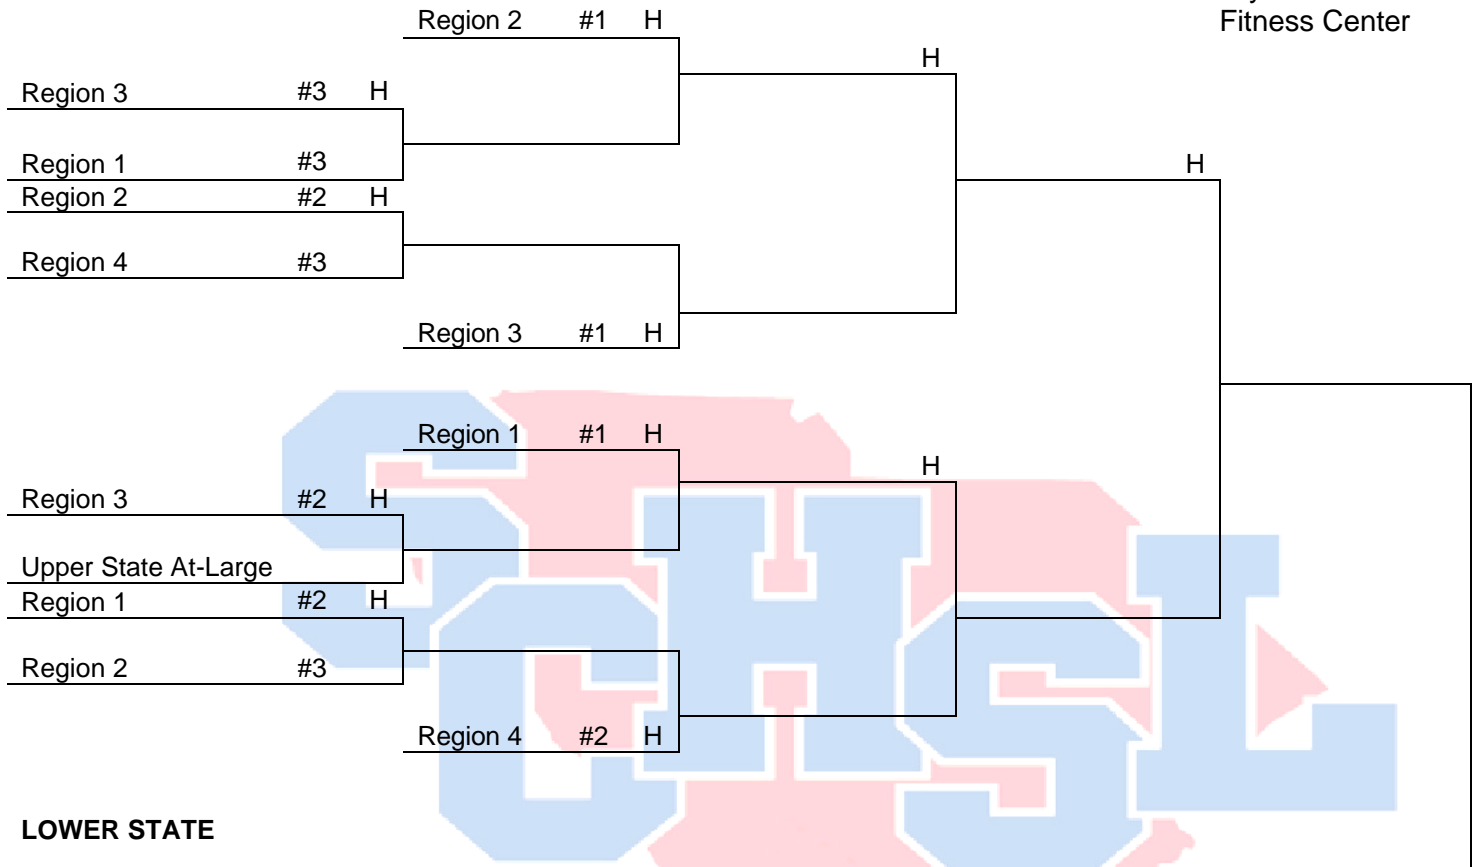 Region 2 #1 H
Fitness Center
H
Region 3 #3 H
Region 1 #3
H
Region 2 #2 H
Region 4 #3
Region 3 #1 H
Region 1 #1 H
H
Region 3 #2 H
Upper State At-Large
Region 1 #2 H
Region 2 #3
Region 4 #2 H
LOWER STATE
SCHSL